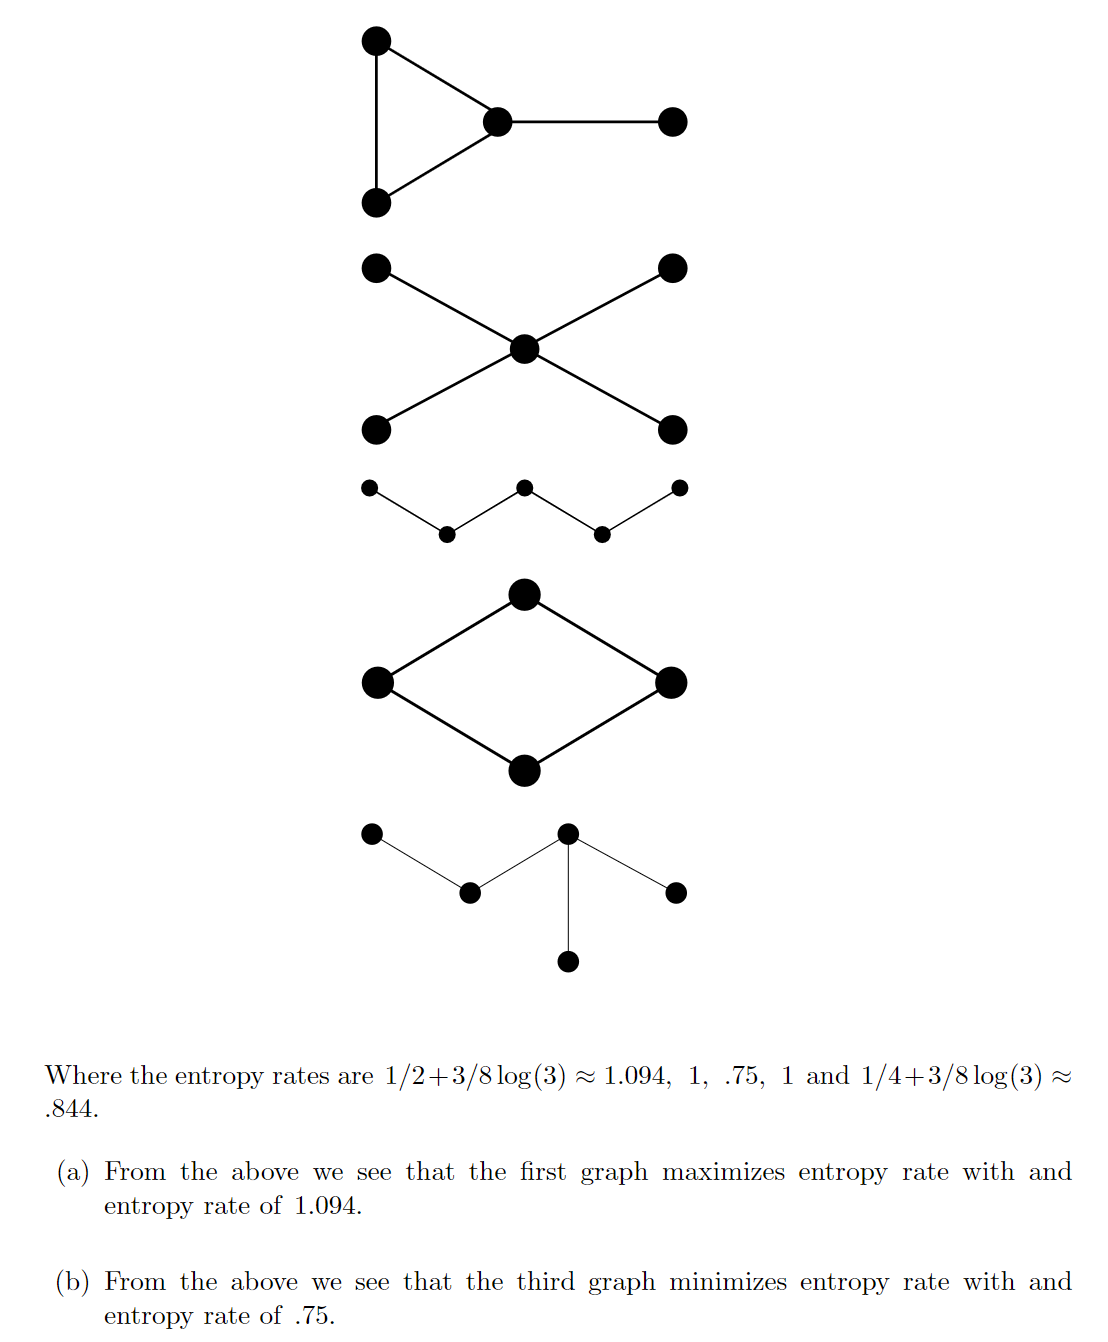 Where the entropy rates are 1/2+3/8 log(3) ≈ 1.094, 1, .75, 1 and 1/4+3/8 log(3) ≈
.844.
(a) From the above we see that the first graph maximizes entropy rate with and
entropy rate of 1.094.
(b) From the above we see that the third graph minimizes entropy rate with and
entropy rate of .75.